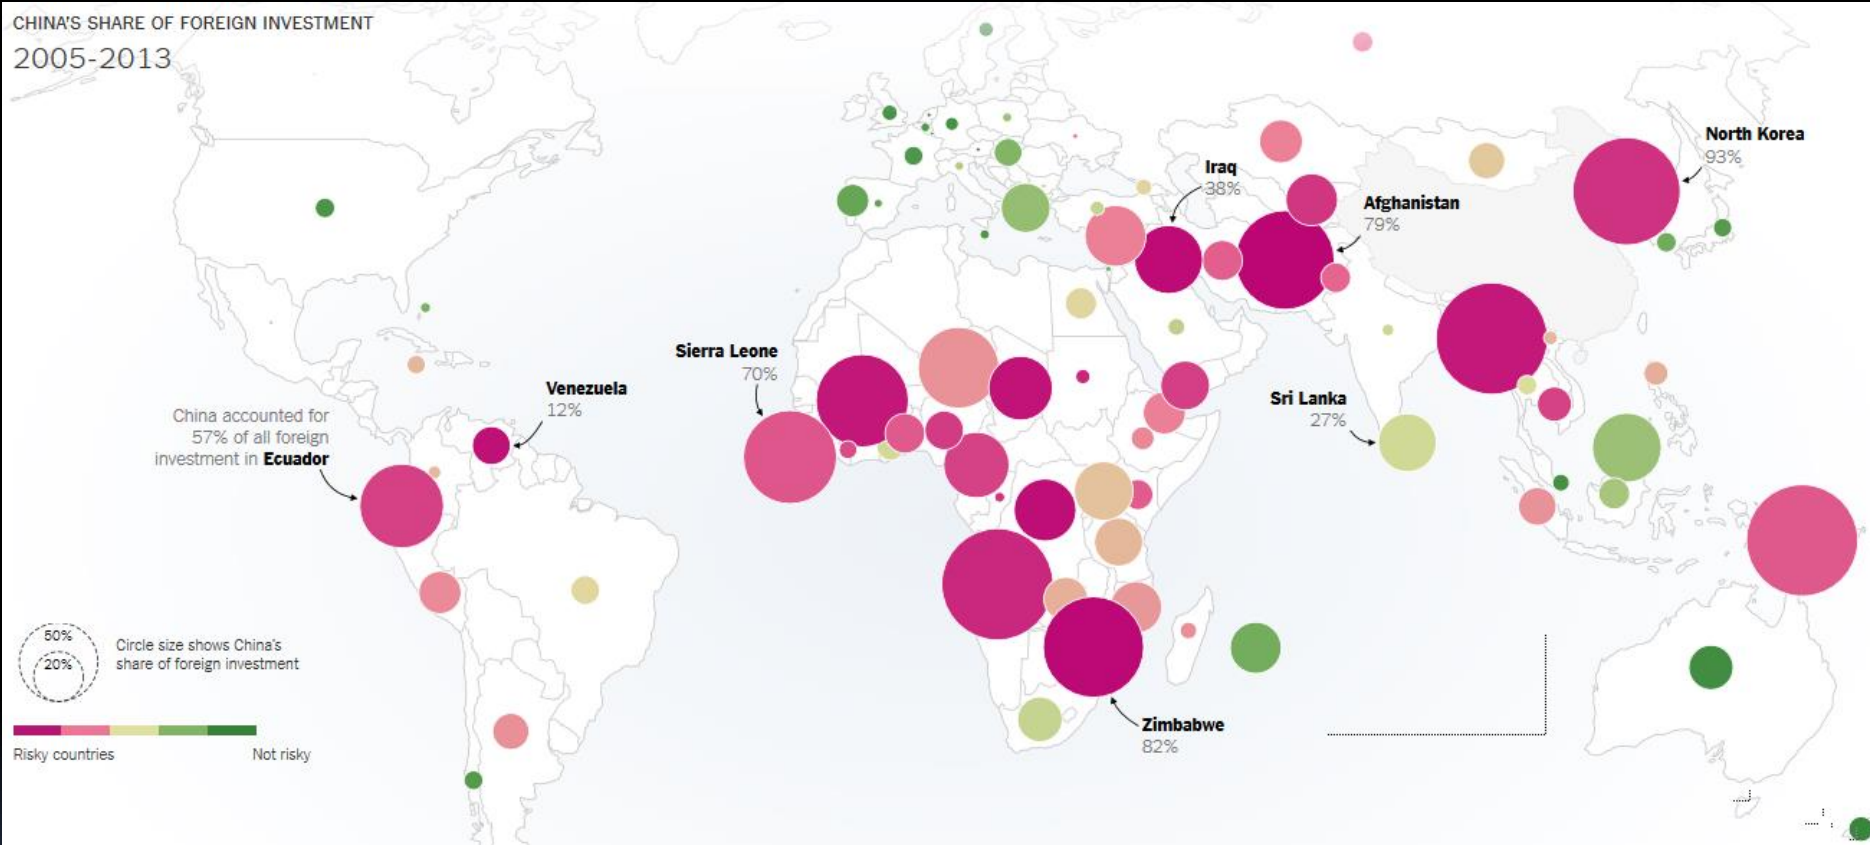 CHINA'S SHARE OF FOREIGN INVESTMENT
2005-2013
North Korea
93%
Iraq
38%
Afghanistan
79%
Sierra Leone
70%
Venezuela
12%
Sri Lanka
27%
China accounted for
57% of all foreign
investment in Ecuador
50%
20%
Circle size shows China's
share of foreign investment
Risky countries
Not risky
Zimbabwe
82%